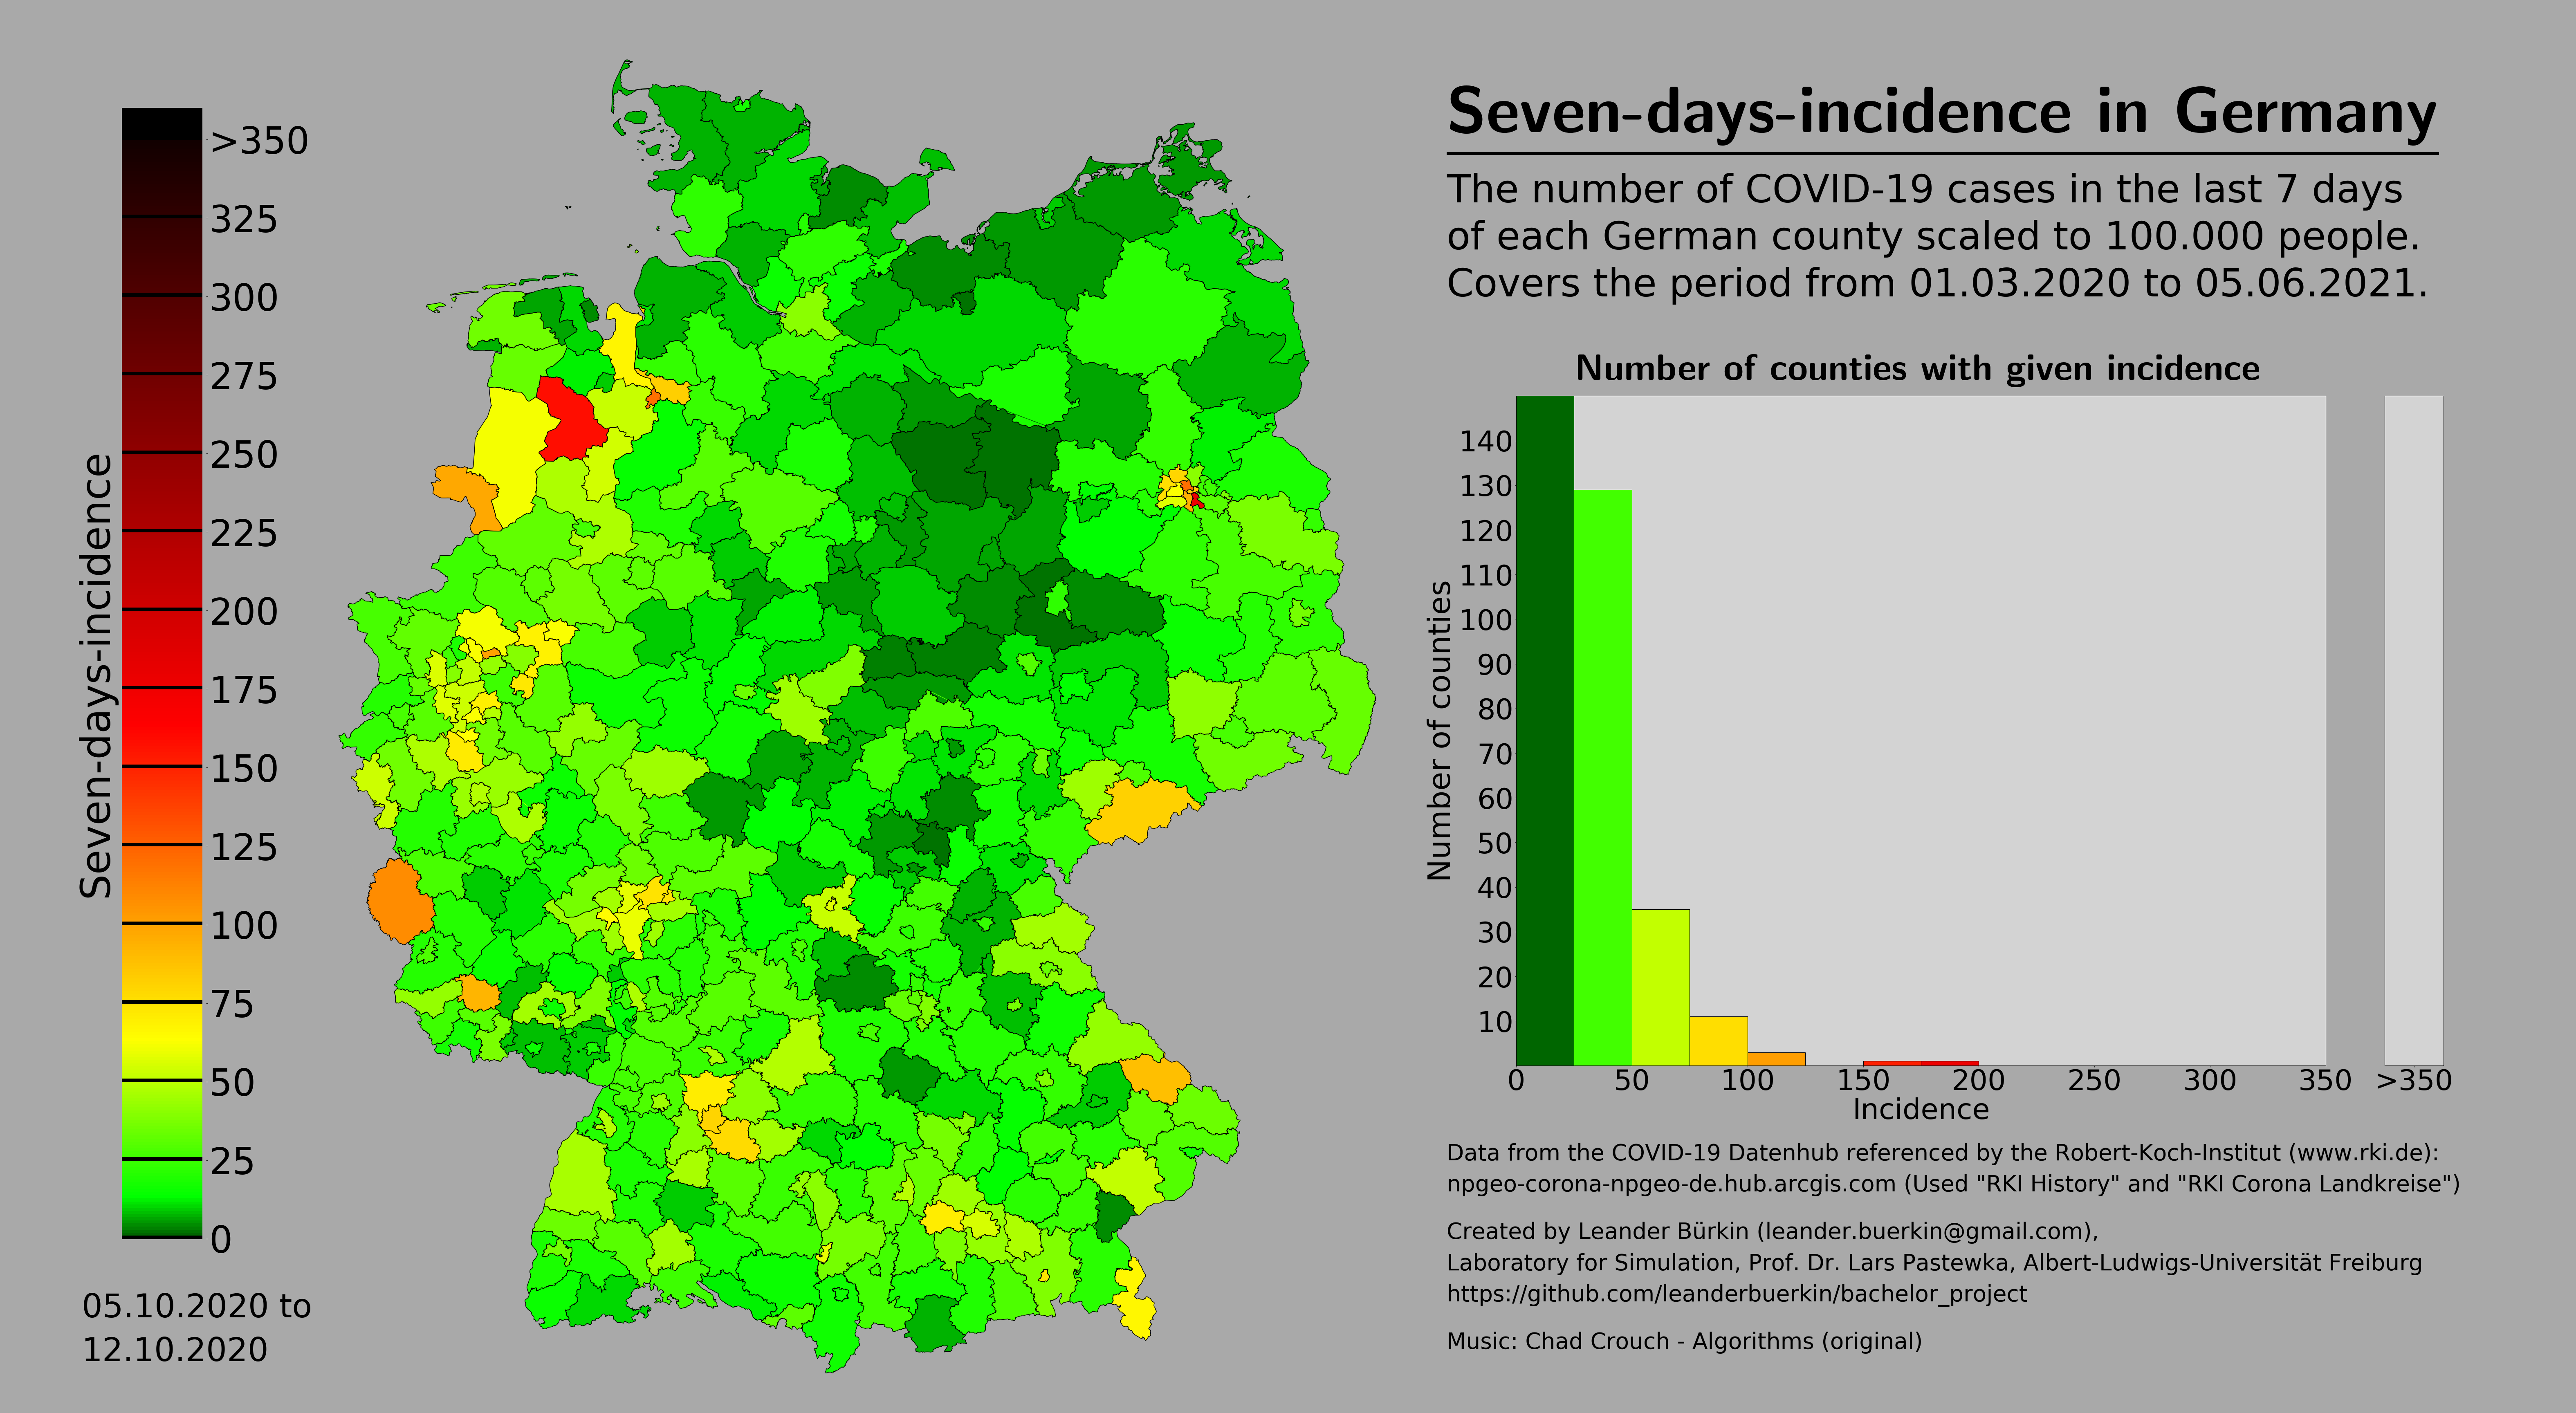 Seven-days-incidence in Germany
The number of COVID-19 cases in the last 7 days
of each German county scaled to 100.000 people.
Covers the period from 01.03.2020 to 05.06.2021.
Seven-days-incidence
>350
325
300
275
250
225
200
175
150
125
100
75
50
25
0
05.10.2020 to
12.10.2020
Number of counties with given incidence
Number of counties
140
130
120
110
100
90
80
70
60
50
40
30
20
10
0 50 100 150 200 250 300 350 >350
Incidence
Data from the COVID-19 Datenhub referenced by the Robert-Koch-Institut (www.rki.de):
npgeo-corona-npgeo-de.hub.arcgis.com (Used "RKI History" and "RKI Corona Landkreise")
Created by Leander Bürkin (leander.buerkin@gmail.com),
Laboratory for Simulation, Prof. Dr. Lars Pastewka, Albert-Ludwigs-Universität Freiburg
https://github.com/leanderbuerkin/bachelor_project
Music: Chad Crouch - Algorithms (original)